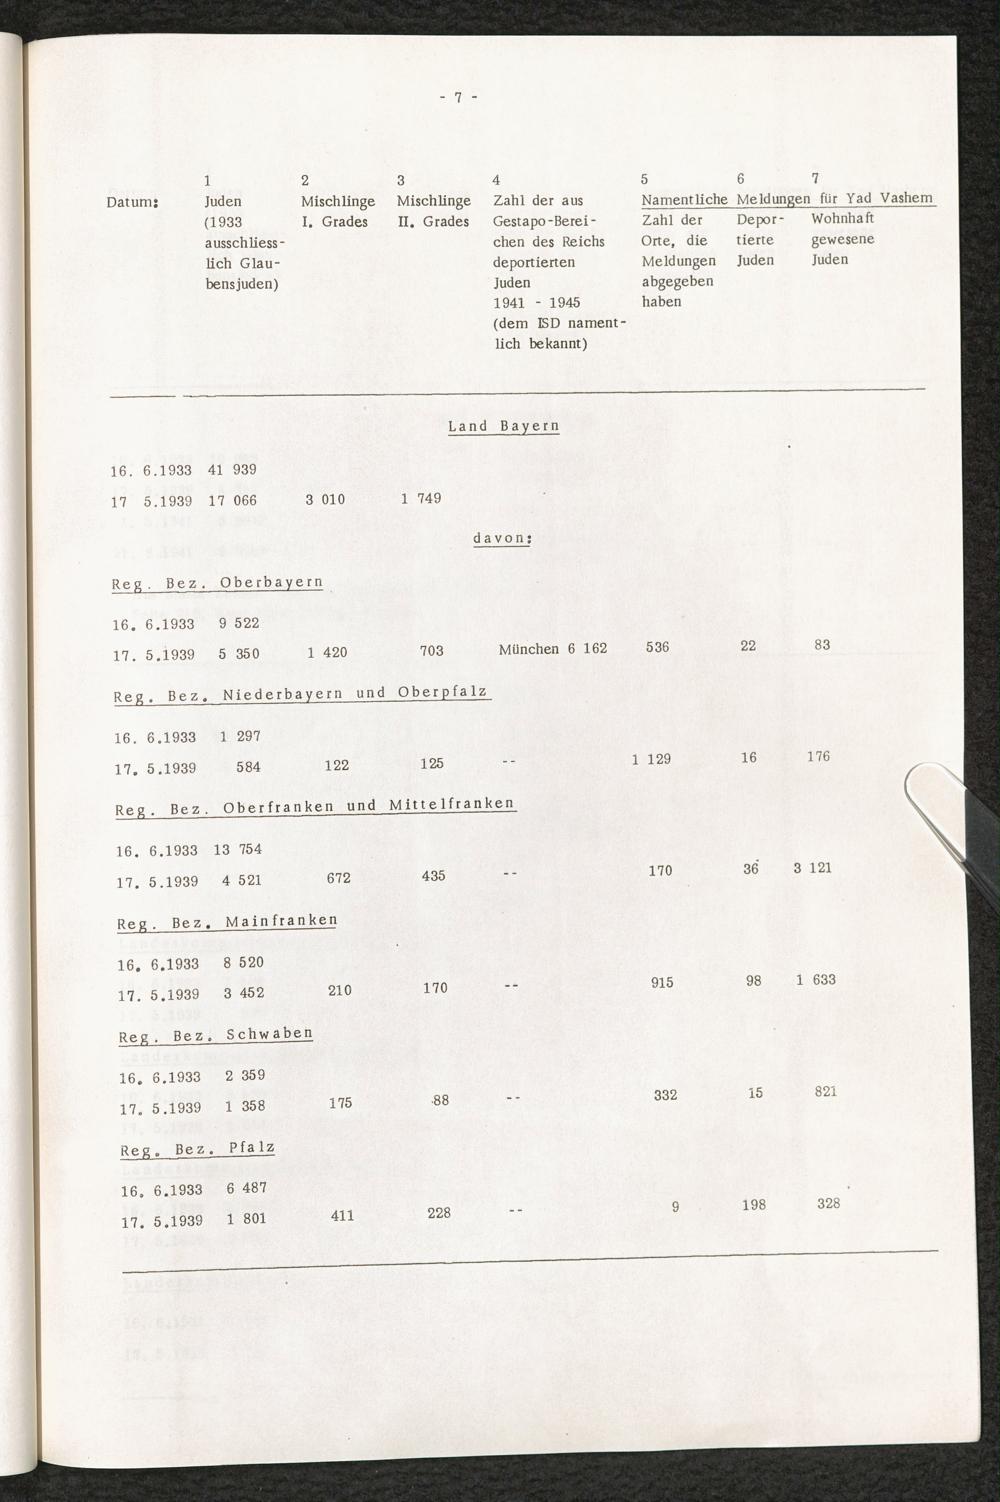 - 7 -
1 2 3 4 5 6 7
Datum: Juden Mischlinge Mischlinge Zahl der aus Namentliche Meldungen für Yad Vashem
(1933 I. Grades II. Grades Gestapo-Berei- Zahl der Depor- Wohnhaft
ausschliess- chen des Reichs Orte, die tierte gewesene
lich Glau- deportierten Meldungen Juden Juden
bensjuden) Juden abgegeben
1941 - 1945 haben
(dem ISD nament-
lich bekannt)
Land Bayern
16. 6.1933 41 939
17 5.1939 17 066 3 010 1 749
davon:
Reg. Bez. Oberbayern
16. 6.1933 9 522
17. 5.1939 5 350 1 420 703 München 6 162 536 22 83
Reg. Bez. Niederbayern und Oberpfalz
16. 6.1933 1 297
17. 5.1939 584 122 125 -- 1 129 16 176
Reg. Bez. Oberfranken und Mittelfranken
16. 6.1933 13 754
17. 5.1939 4 521 672 435 -- 170 36 3 121
Reg. Bez. Mainfranken
16. 6.1933 8 520
17. 5.1939 3 452 210 170 -- 915 98 1 633
Reg. Bez. Schwaben
16. 6.1933 2 359
17. 5.1939 1 358 175 88 -- 332 15 821
Reg. Bez. Pfalz
16. 6.1933 6 487
17. 5.1939 1 801 411 228 -- 9 198 328